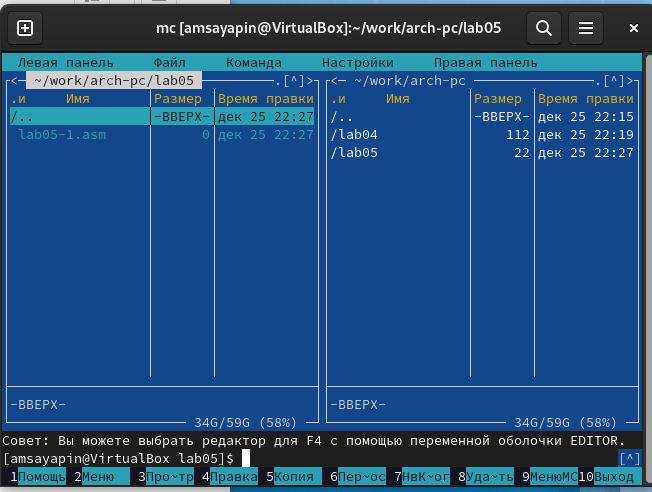 mc [amsayapin@VirtualBox]:~/work/arch-pc/lab05
Левая панель Файл Команда Настройки Правая панель
<— ~/work/arch-pc/lab05 .[^]> <— ~/work/arch-pc .[^]>
.и Имя Размер Время правки .и Имя Размер Время правки
/.. -ВВЕРХ- дек 25 22:27 /.. -ВВЕРХ- дек 25 22:15
lab05-1.asm 0 дек 25 22:27 /lab04 112 дек 25 22:19
/lab05 22 дек 25 22:27
-ВВЕРХ- -ВВЕРХ-
34G/59G (58%) 34G/59G (58%)
Совет: Вы можете выбрать редактор для F4 с помощью переменной оболочки EDITOR.
[amsayapin@VirtualBox lab05]$ [^]
1Помощь 2Меню 3Про~тр 4Правка 5Копия 6Пер~ос 7НвК~ог 8Уда~ть 9МенюMC 10Выход